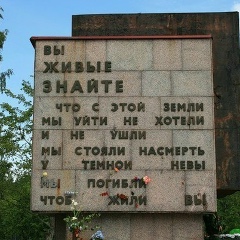 ВЫ
ЖИВЫЕ
ЗНАЙТЕ
ЧТО С ЭТОЙ ЗЕМЛИ
МЫ УЙТИ НЕ ХОТЕЛИ
И НЕ УШЛИ
МЫ СТОЯЛИ НАСМЕРТЬ
У ТЕМНОЙ НЕВЫ
МЫ ПОГИБЛИ
ЧТОБ ЖИЛИ ВЫ